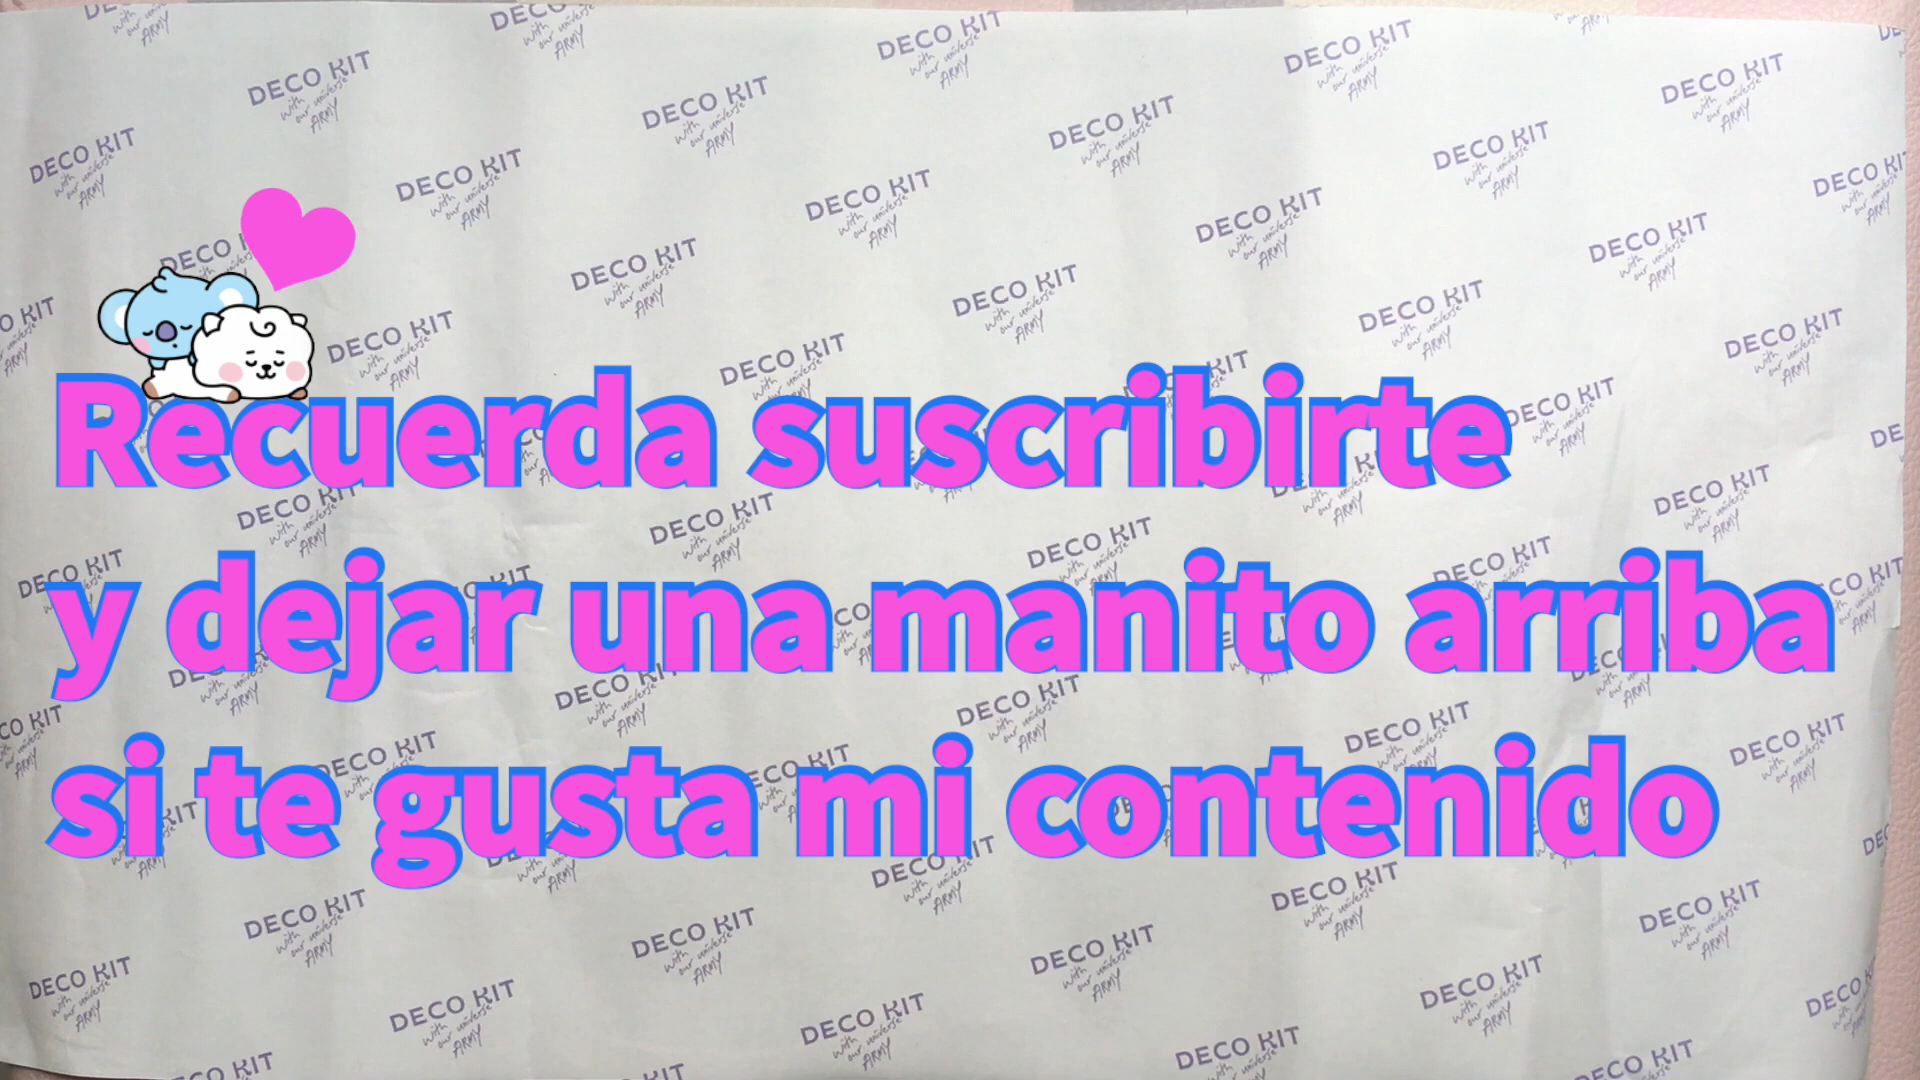 Recuerda suscribirte
y dejar una manito arriba
si te gusta mi contenido
DECO KIT
with
our universe
ARMY